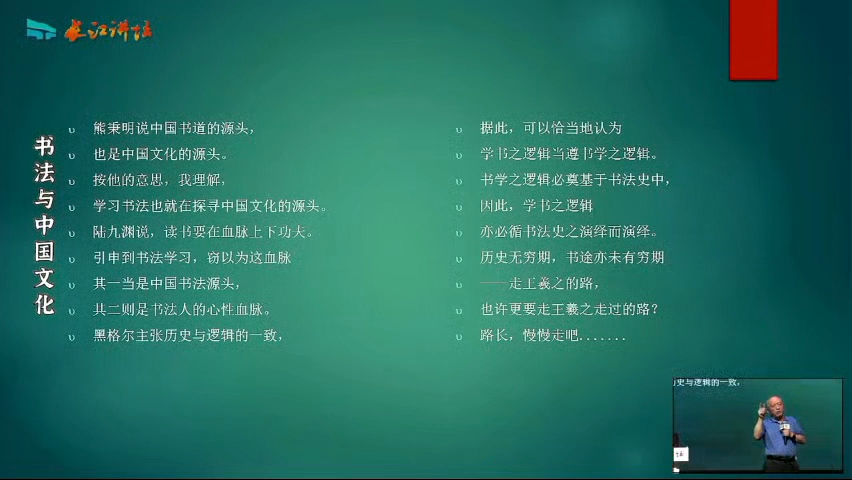 长江讲坛
书法与中国文化
熊秉明说中国书道的源头，
也是中国文化的源头。
按他的意思，我理解，
学习书法也就在探寻中国文化的源头。
陆九渊说，读书要在血脉上下功夫。
引申到书法学习，窃以为这血脉
其一当是中国书法源头，
共二则是书法人的心性血脉。
黑格尔主张历史与逻辑的一致，
据此，可以恰当地认为
学书之逻辑当遵书学之逻辑。
书学之逻辑必奠基于书法史中，
因此，学书之逻辑
亦必循书法史之演绎而演绎。
历史无穷期，书途亦未有穷期
——走王羲之的路，
也许更要走王羲之走过的路？
路长，慢慢走吧.......
史与逻辑的一致，